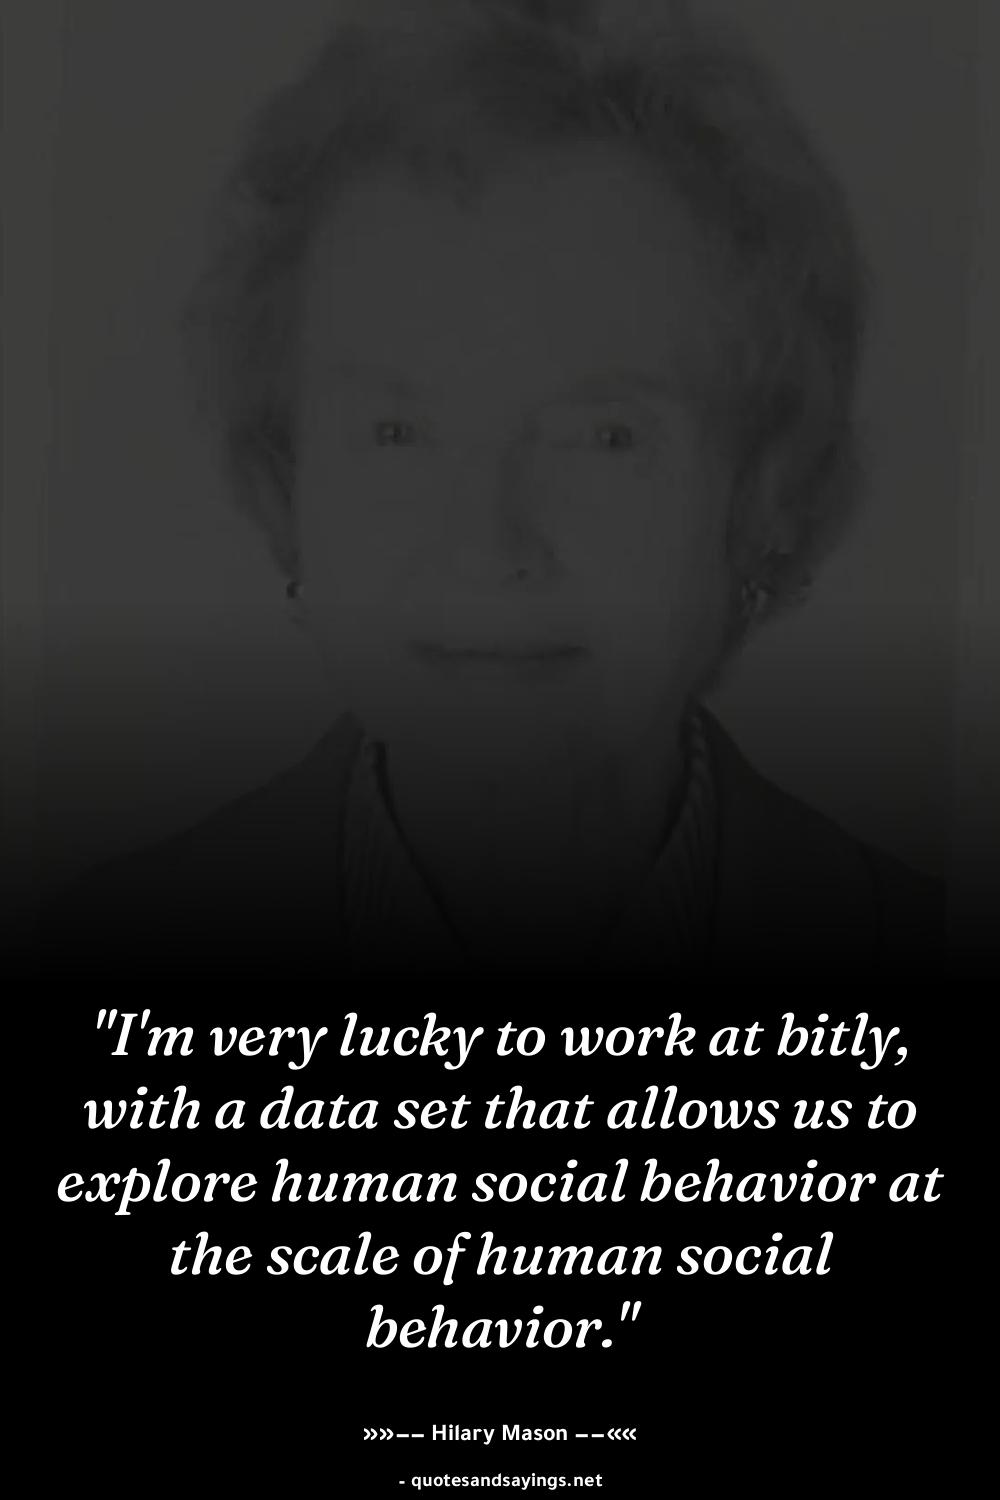 "I'm very lucky to work at bitly,
with a data set that allows us to
explore human social behavior at
the scale of human social
behavior."
»»−− Hilary Mason −−««
- quotesandsayings.net